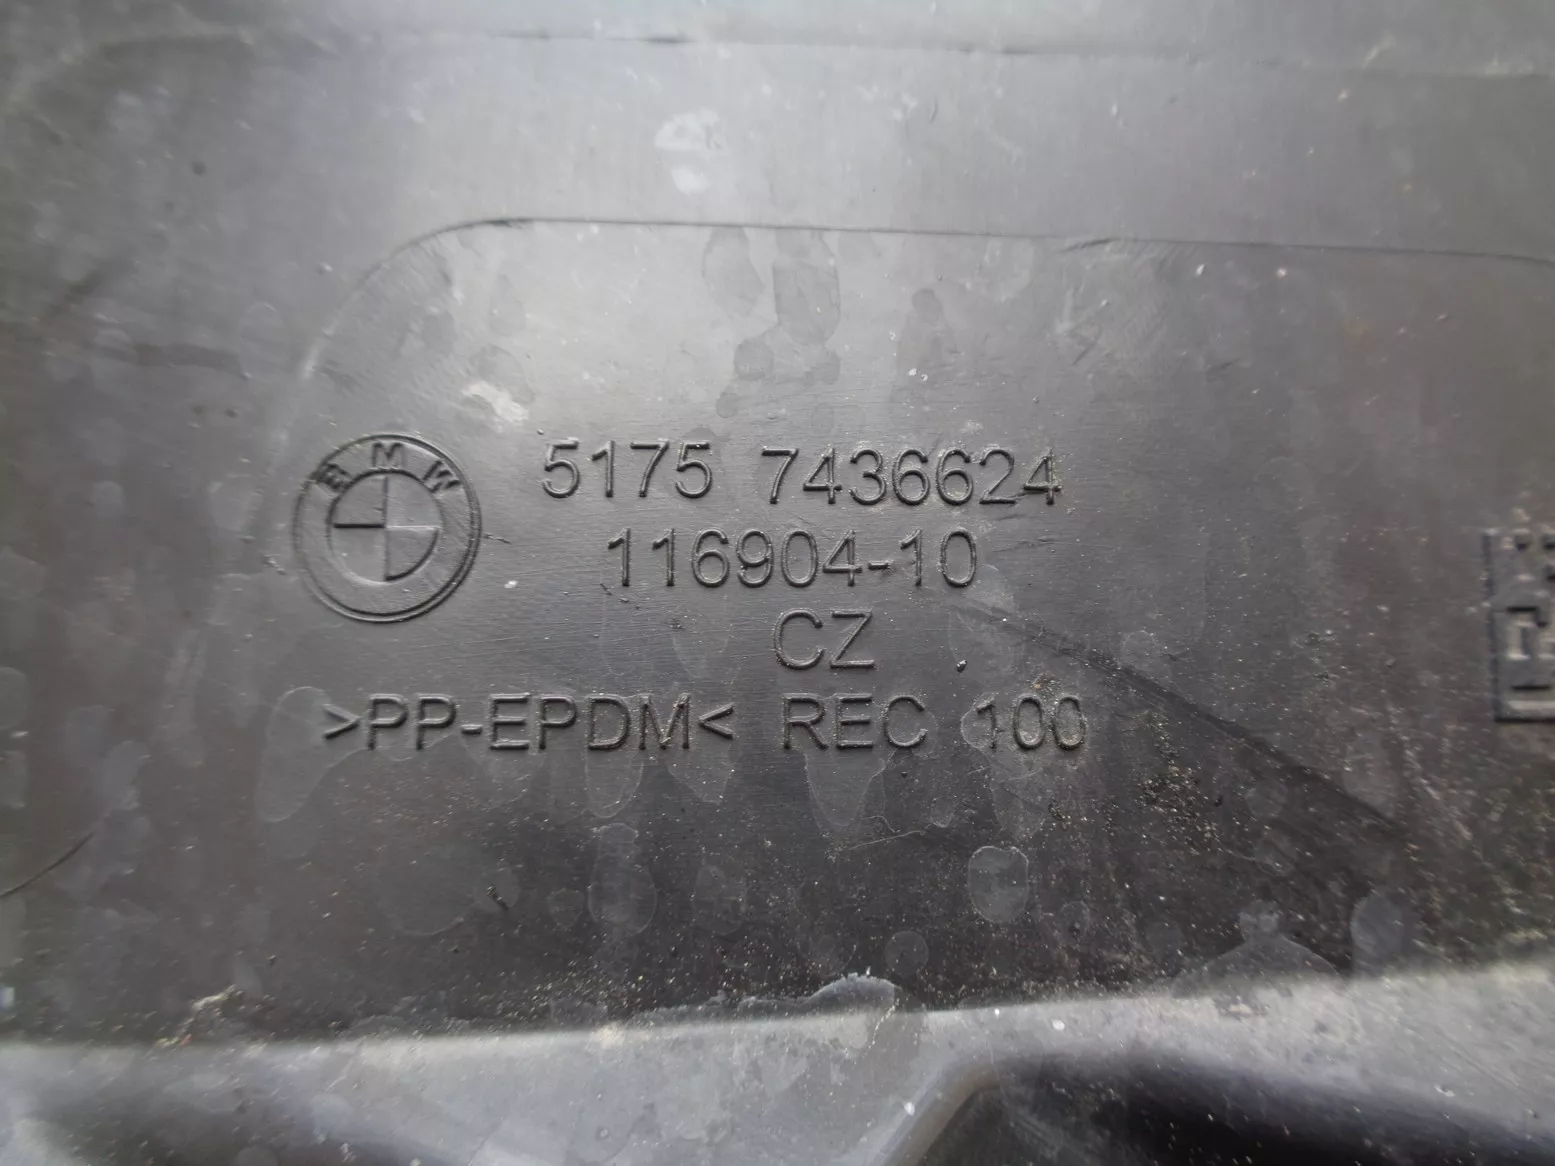 BMW
5175 7436624
116904-10
CZ
>PP-EPDM< REC 100